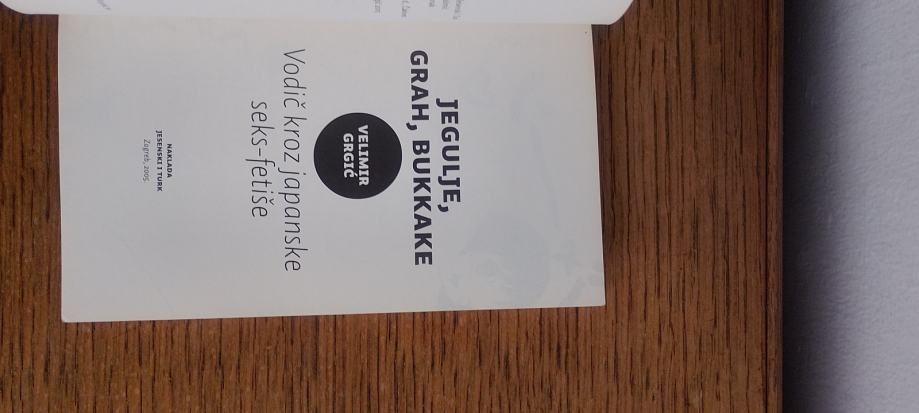 JEGULJE,
GRAH, BUKKAKE
VELIMIR
GRGIĆ
Vodič kroz japanske
seks-fetiše
NAKLADA
JESENSKI I TURK
Zagreb, 2005.